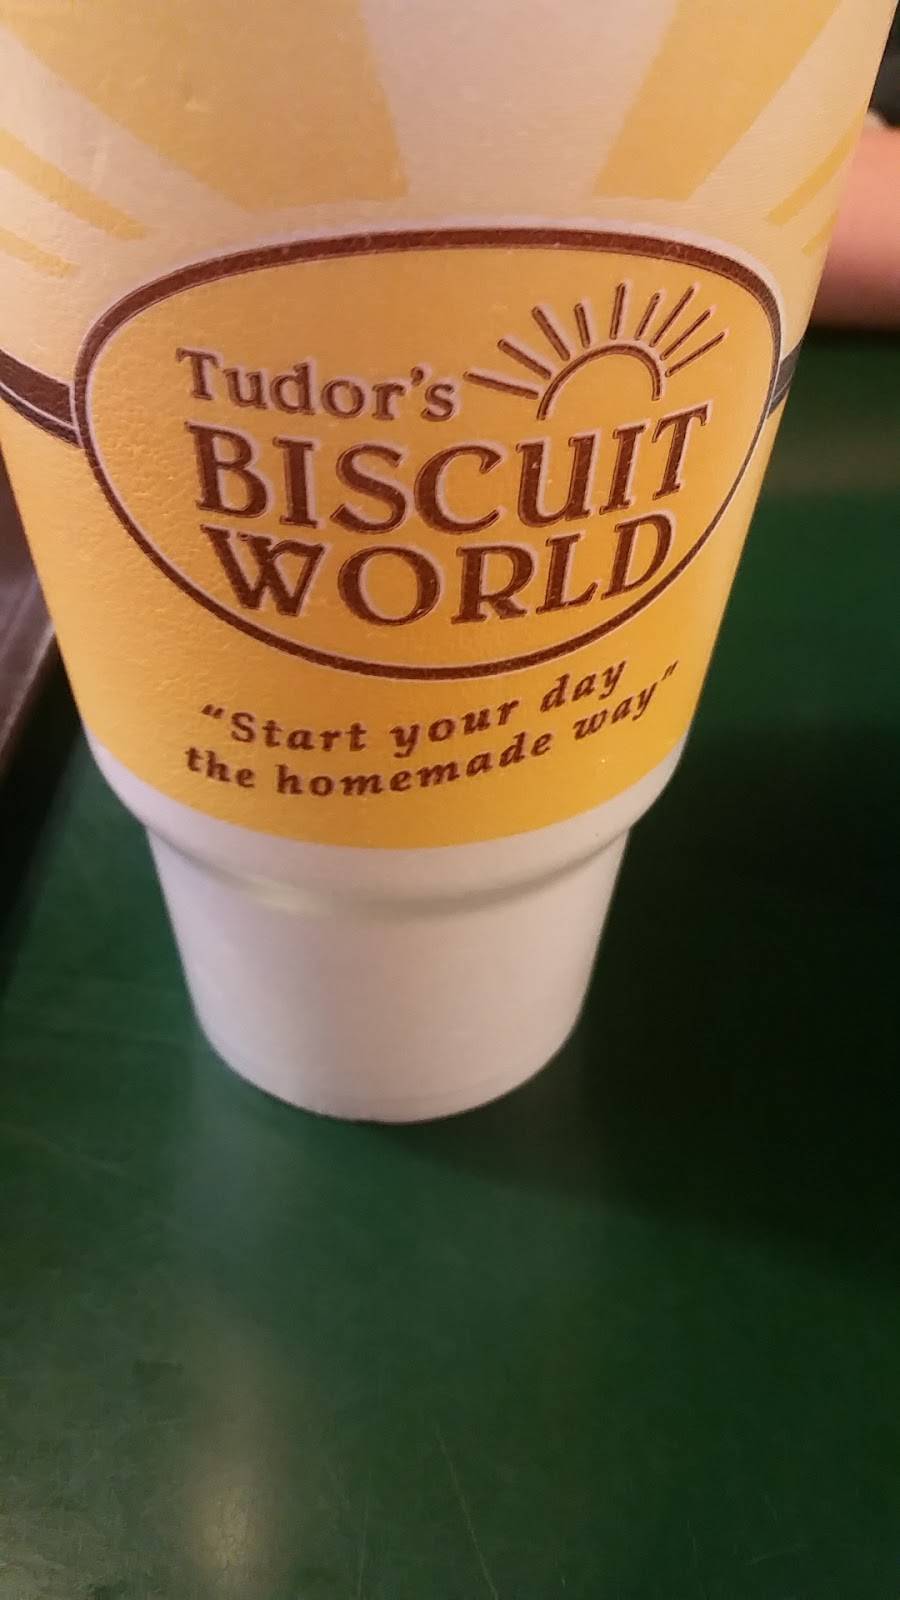 Tudor's
BISCUIT
WORLD
"Start your day
the homemade way"